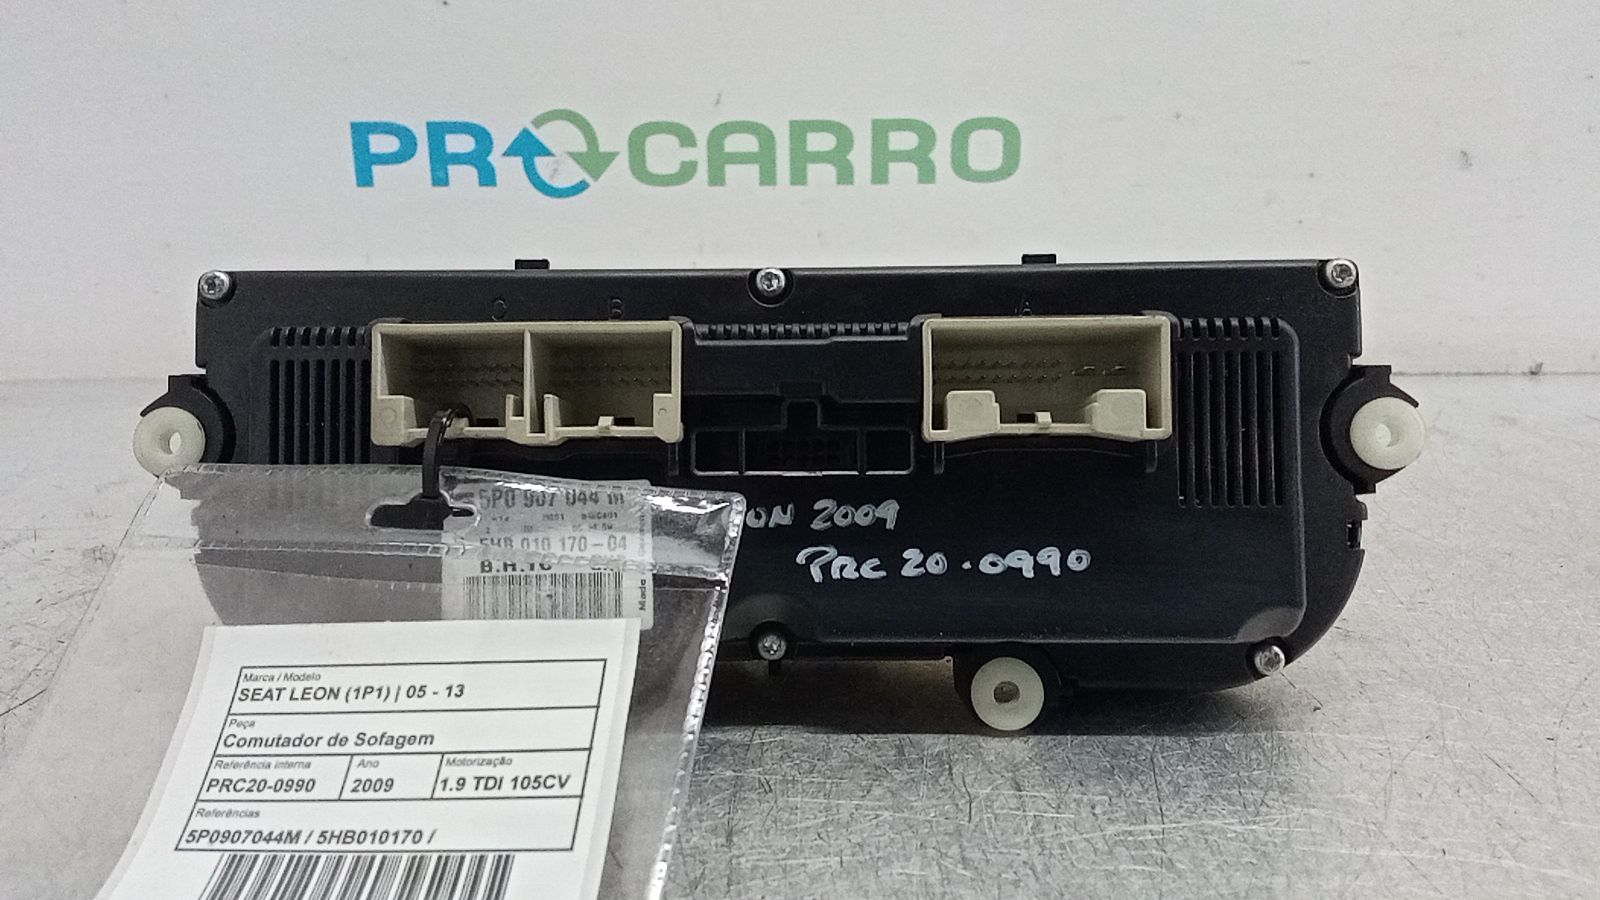 PROCARRO
C B A
5P0 907 044 M
5HB 010 170-04
B.H.TC
Made
ON 2009
PRC 20-0990
Marca / Modelo
SEAT LEON (1P1) | 05 - 13
Peça
Comutador de Sofagem
Referência interna Ano Motorização
PRC20-0990 2009 1.9 TDI 105CV
Referências
5P0907044M / 5HB010170 /